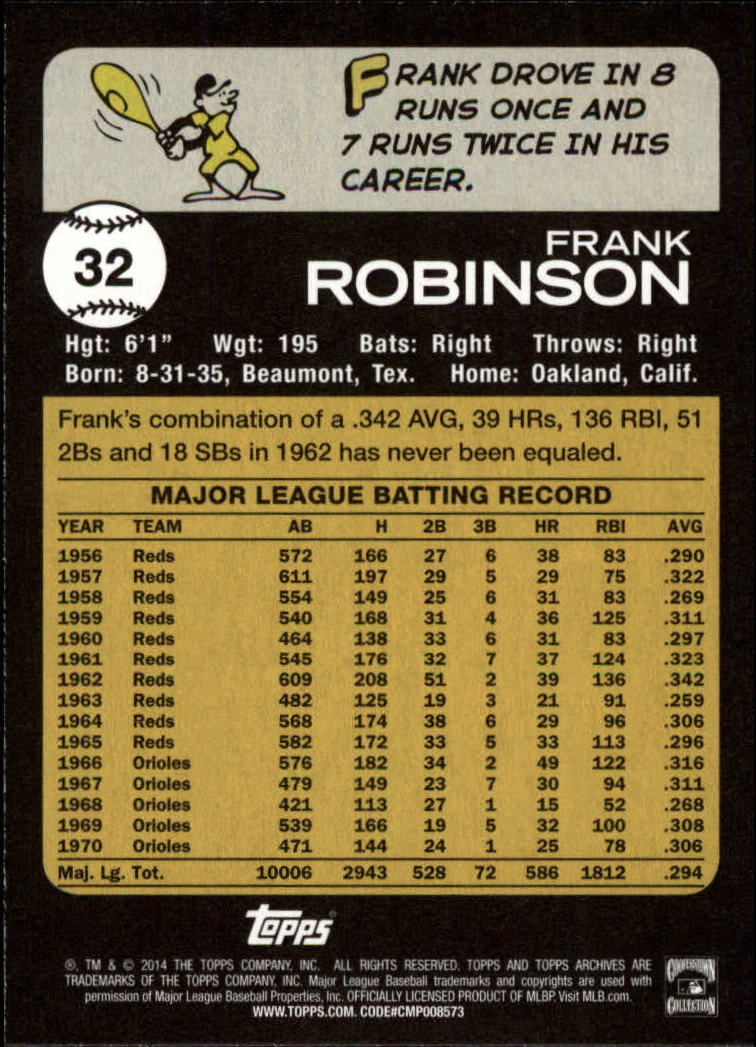 FRANK DROVE IN 8
RUNS ONCE AND
7 RUNS TWICE IN HIS
CAREER.
32
FRANK
ROBINSON
Hgt: 6'1" Wgt: 195 Bats: Right Throws: Right
Born: 8-31-35, Beaumont, Tex. Home: Oakland, Calif.
Frank's combination of a .342 AVG, 39 HRs, 136 RBI, 51
2Bs and 18 SBs in 1962 has never been equaled.
MAJOR LEAGUE BATTING RECORD
YEAR TEAM AB H 2B 3B HR RBI AVG
1956 Reds 572 166 27 6 38 83 .290
1957 Reds 611 197 29 5 29 75 .322
1958 Reds 554 149 25 6 31 83 .269
1959 Reds 540 168 31 4 36 125 .311
1960 Reds 464 138 33 6 31 83 .297
1961 Reds 545 176 32 7 37 124 .323
1962 Reds 609 208 51 2 39 136 .342
1963 Reds 482 125 19 3 21 91 .259
1964 Reds 568 174 38 6 29 96 .306
1965 Reds 582 172 33 5 33 113 .296
1966 Orioles 576 182 34 2 49 122 .316
1967 Orioles 479 149 23 7 30 94 .311
1968 Orioles 421 113 27 1 15 52 .268
1969 Orioles 539 166 19 5 32 100 .308
1970 Orioles 471 144 24 1 25 78 .306
Maj. Lg. Tot. 10006 2943 528 72 586 1812 .294
topps
®, TM & © 2014 THE TOPPS COMPANY, INC. ALL RIGHTS RESERVED. TOPPS AND TOPPS ARCHIVES ARE
TRADEMARKS OF THE TOPPS COMPANY, INC. Major League Baseball trademarks and copyrights are used with
permission of Major League Baseball Properties, Inc. OFFICIALLY LICENSED PRODUCT OF MLBP. Visit MLB.com.
WWW.TOPPS.COM. CODE#CMP008573
COOPERSTOWN
COLLECTION